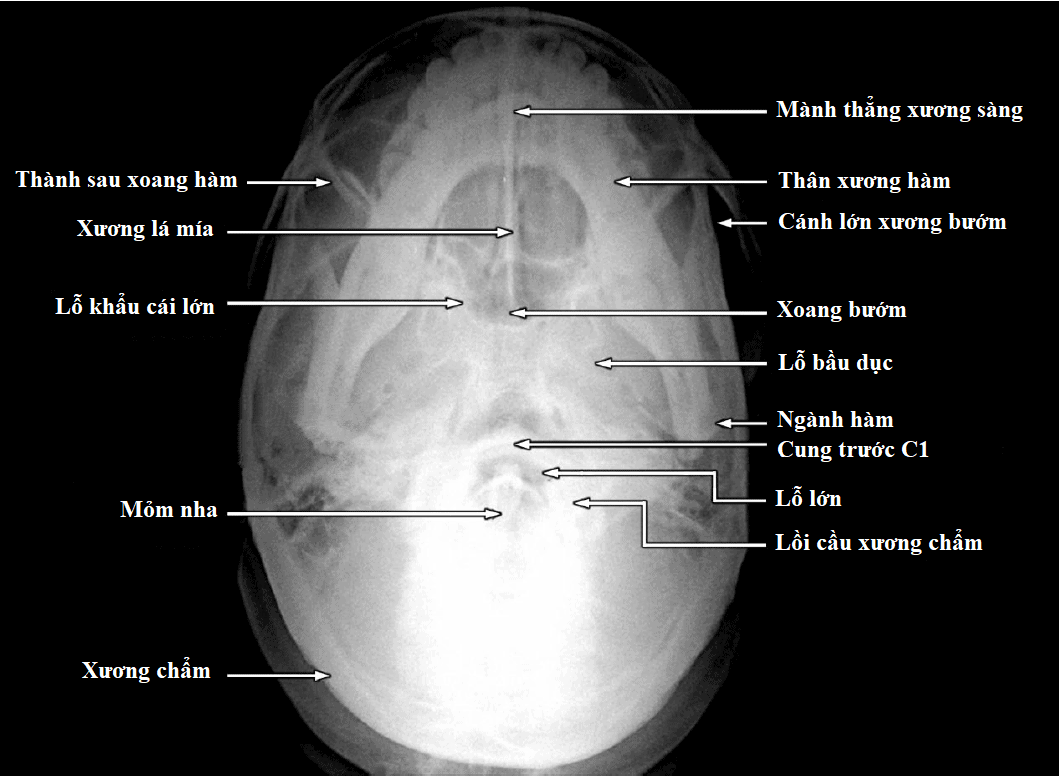 Mành thẳng xương sàng
Thành sau xoang hàm
Thân xương hàm
Xương lá mía
Cánh lớn xương bướm
Lỗ khẩu cái lớn
Xoang bướm
Lỗ bầu dục
Ngành hàm
Cung trước C1
Lỗ lớn
Mỏm nha
Lồi cầu xương chẩm
Xương chẩm